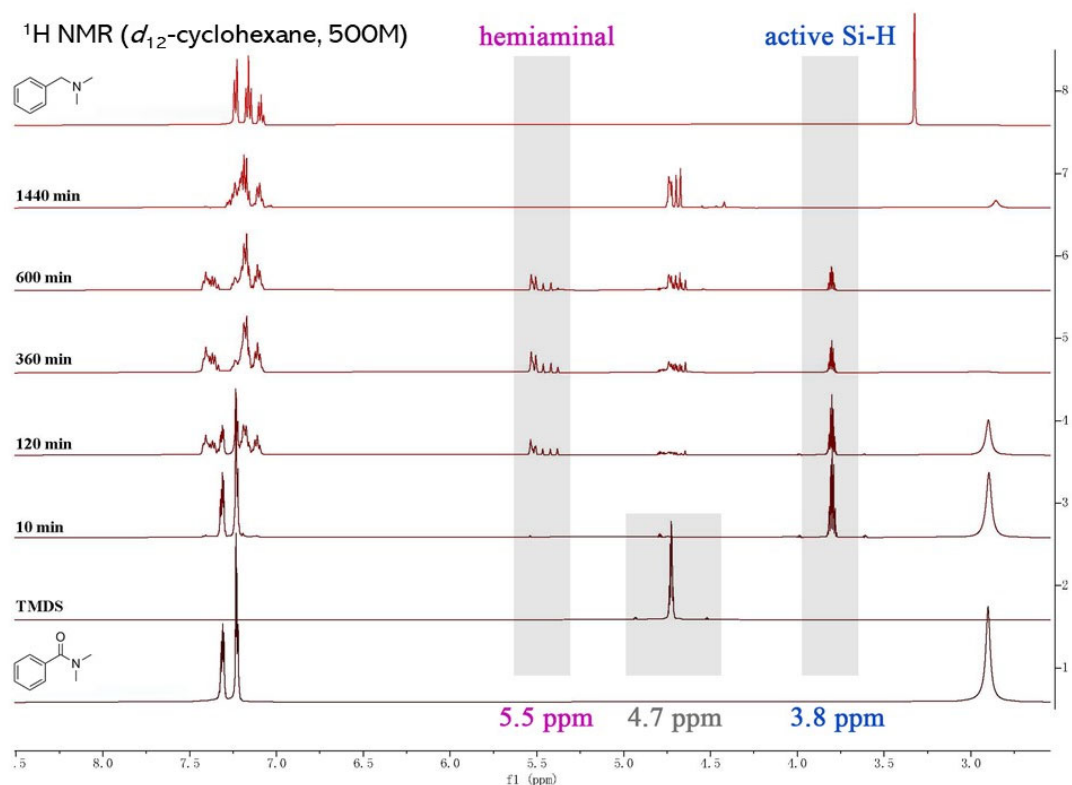 ¹H NMR (d₁₂-cyclohexane, 500M)
hemiaminal
active Si-H
N
8
1440 min
7
600 min
6
360 min
5
120 min
4
10 min
3
TMDS
2
O
N
1
5.5 ppm
4.7 ppm
3.8 ppm
.5 8.0 7.5 7.0 6.5 6.0 5.5 5.0 4.5 4.0 3.5 3.0
f1 (ppm)